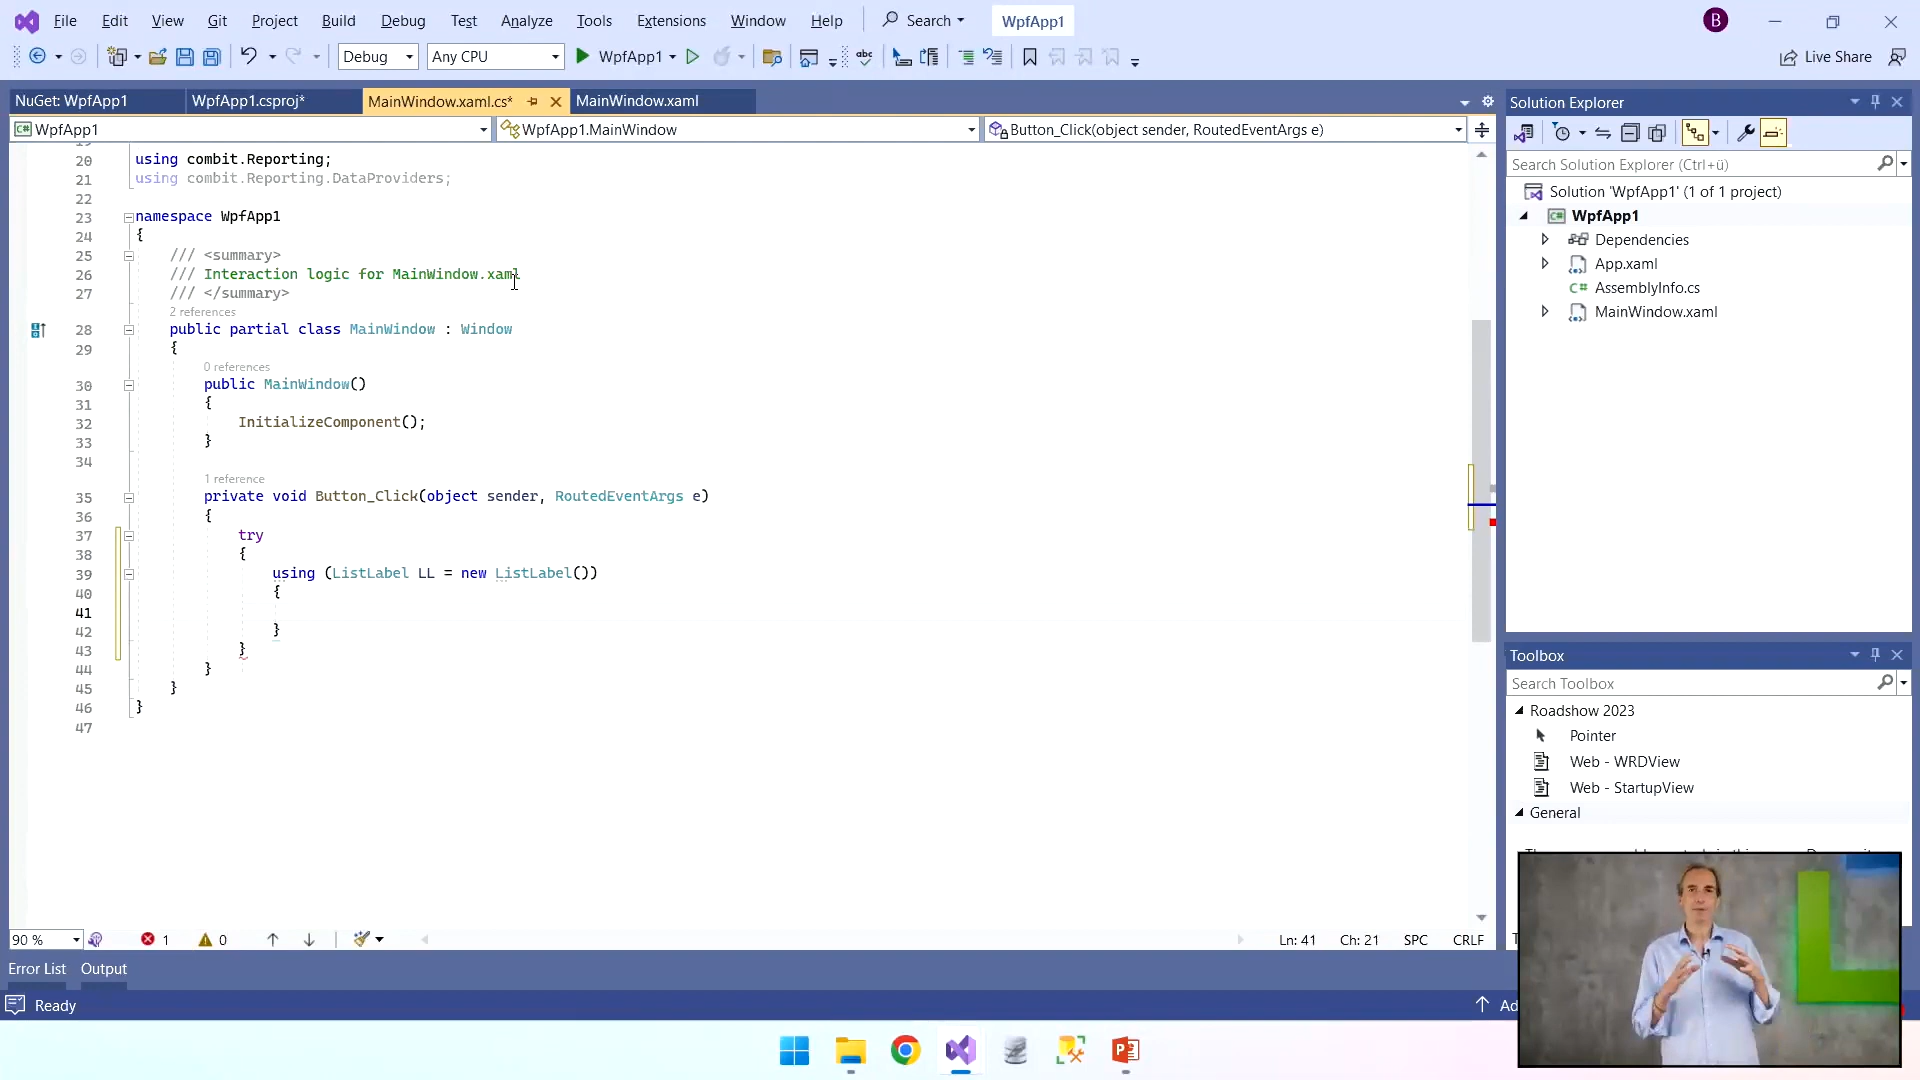 File Edit View Git Project Build Debug Test Analyze Tools Extensions Window Help Search WpfApp1 B
Debug Any CPU WpfApp1 Live Share
NuGet: WpfApp1 WpfApp1.csproj* MainWindow.xaml.cs* MainWindow.xaml
WpfApp1 WpfApp1.MainWindow Button_Click(object sender, RoutedEventArgs e)
20 using combit.Reporting;
21 using combit.Reporting.DataProviders;
22
23 namespace WpfApp1
24 {
25 /// <summary>
26 /// Interaction logic for MainWindow.xaml
27 /// </summary>
2 references
28 public partial class MainWindow : Window
29 {
0 references
30 public MainWindow()
31 {
32 InitializeComponent();
33 }
34
1 reference
35 private void Button_Click(object sender, RoutedEventArgs e)
36 {
37 try
38 {
39 using (ListLabel LL = new ListLabel())
40 {
41
42 }
43 }
44 }
45 }
46 }
47
90 % 1 0 Ln: 41 Ch: 21 SPC CRLF
Error List Output
Ready
Solution Explorer
Search Solution Explorer (Ctrl+ü)
Solution 'WpfApp1' (1 of 1 project)
WpfApp1
Dependencies
App.xaml
AssemblyInfo.cs
MainWindow.xaml
Toolbox
Search Toolbox
Roadshow 2023
Pointer
Web - WRDView
Web - StartupView
General